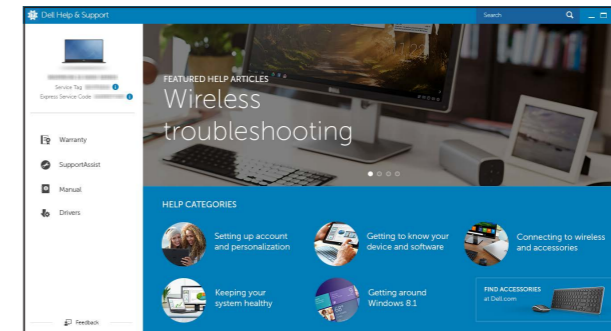 Dell Help & Support
Search
Service Tag:
Express Service Code:
Warranty
SupportAssist
Manual
Drivers
Feedback
FEATURED HELP ARTICLES
Wireless
troubleshooting
HELP CATEGORIES
Setting up account
and personalization
Getting to know your
device and software
Connecting to wireless
and accessories
Keeping your
system healthy
Getting around
Windows 8.1
FIND ACCESSORIES
at Dell.com